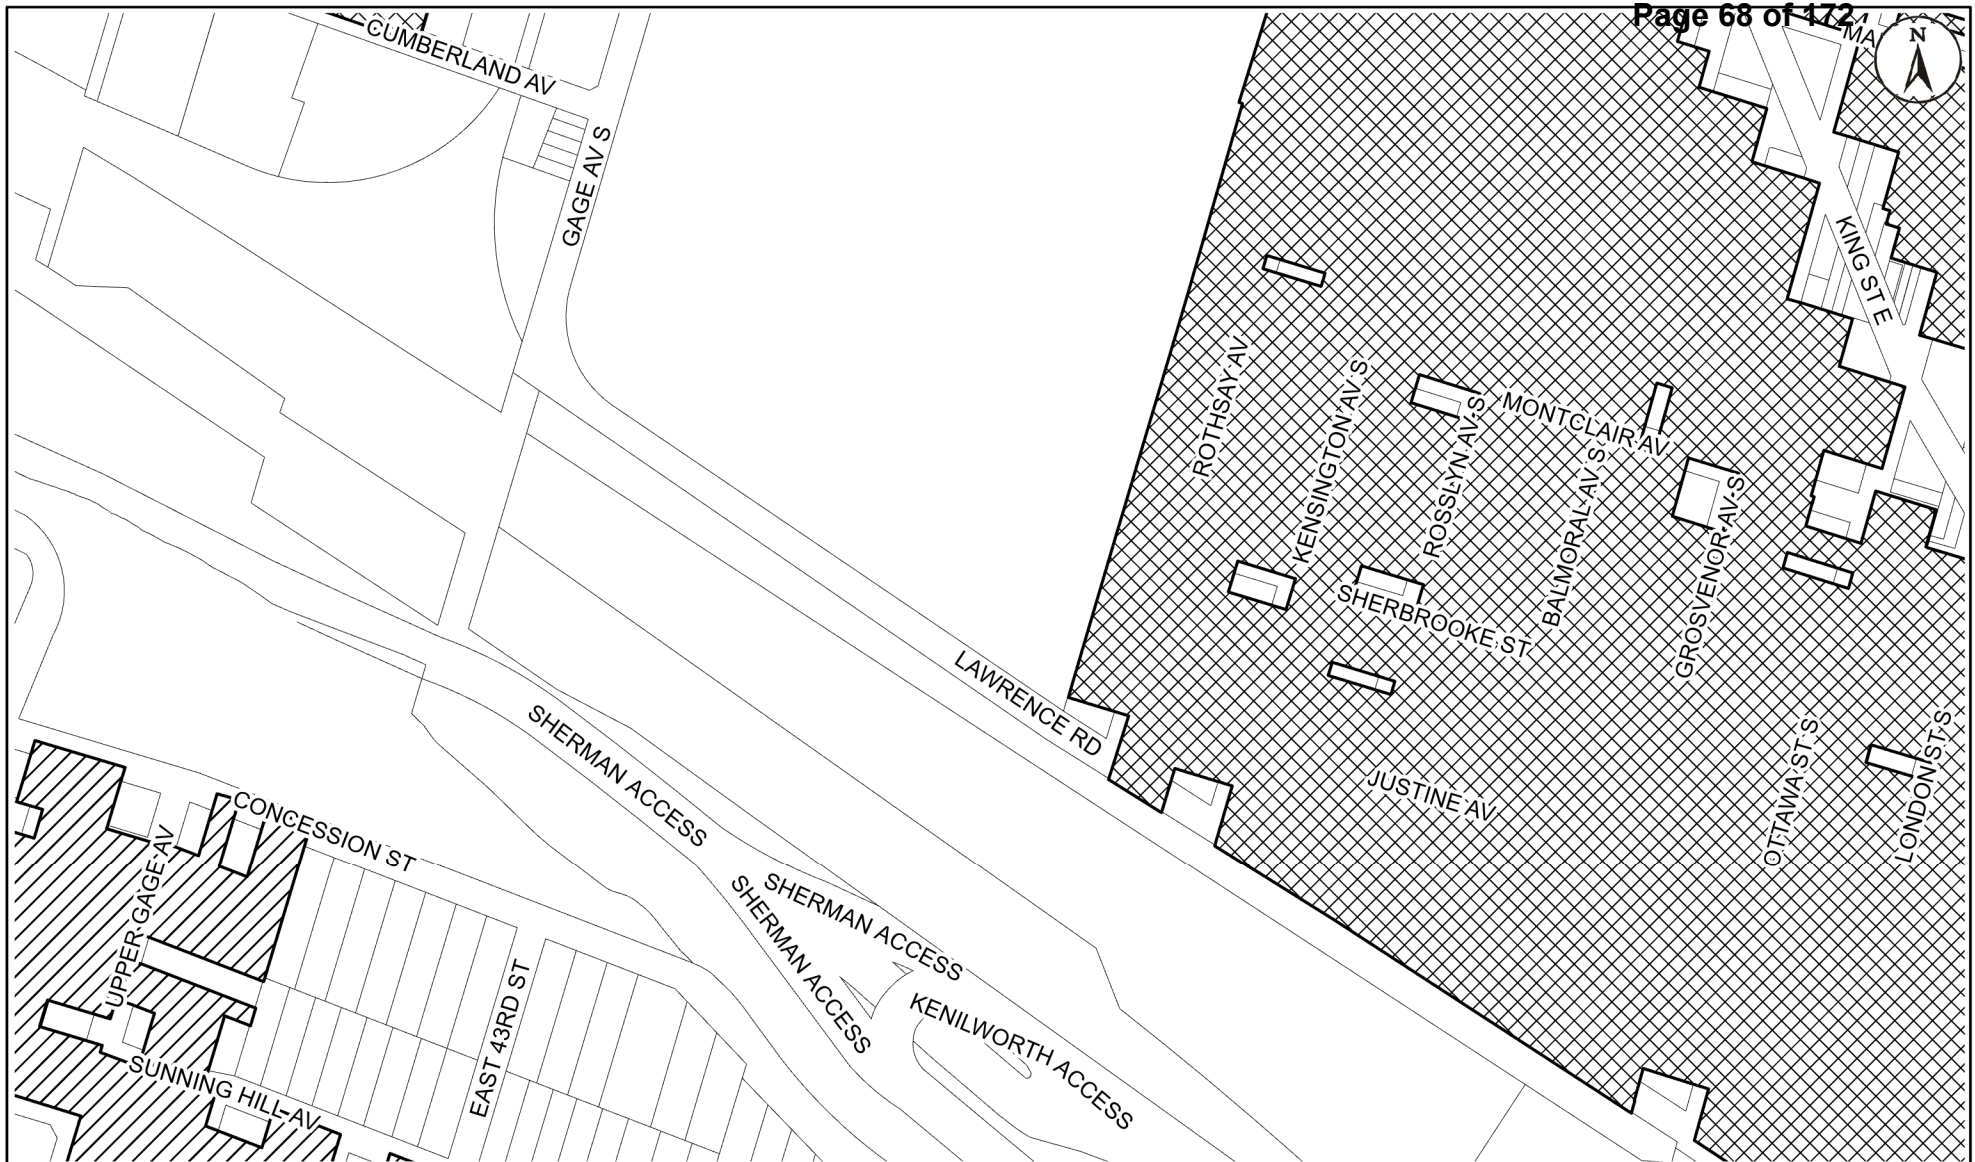 Page 68 of 172
CUMBERLAND AV
MA
N
GAGE AV S
KING ST E
ROTHSAY AV
KENSINGTON AV S
ROSSLYN AV S
MONTCLAIR AV
BALMORAL AV S
GROSVENOR AV S
SHERBROOKE ST
LAWRENCE RD
JUSTINE AV
OTTAWA ST S
LONDON ST S
SHERMAN ACCESS
CONCESSION ST
UPPER GAGE AV
SHERMAN ACCESS
SHERMAN ACCESS
KENILWORTH ACCESS
EAST 43RD ST
SUNNING HILL AV